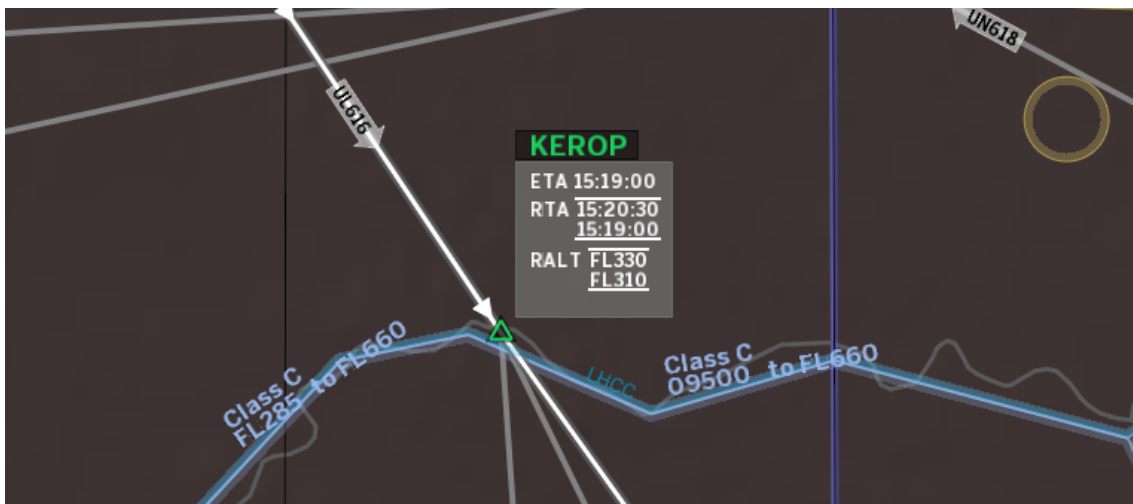 UN618
UL616
KEROP
ETA 15:19:00
RTA 15:20:30
15:19:00
RALT FL330
FL310
Class C
FL285 to FL660
LHCC
Class C
09500 to FL660